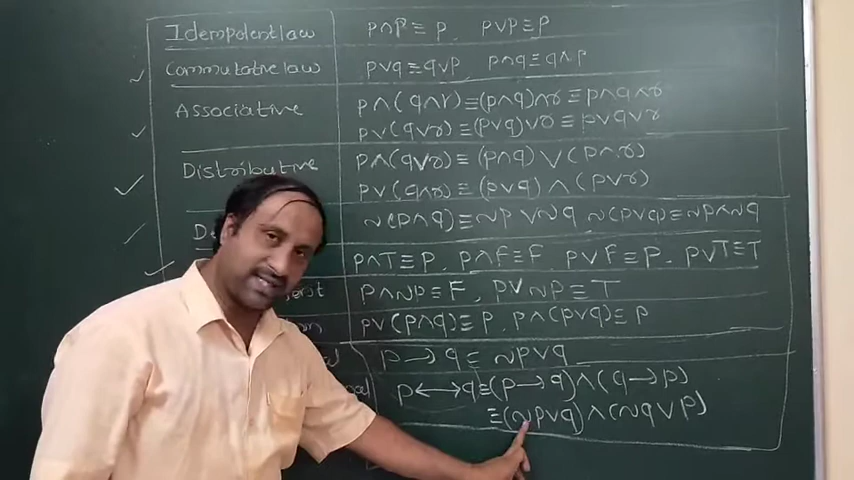 Idempotent law P∧P ≡ P P∨P ≡ P
Commutative law P∨q ≡ q∨P P∧q ≡ q∧P
Associative P∧(q∧r) ≡ (P∧q)∧r ≡ P∧q∧r
P∨(q∨r) ≡ (P∨q)∨r ≡ P∨q∨r
Distributive P∧(q∨r) ≡ (P∧q)∨(P∧r)
P∨(q∧r) ≡ (P∨q)∧(P∨r)
~(P∧q) ≡ ~P∨~q ~(P∨q) ≡ ~P∧~q
P∧T ≡ P, P∧F ≡ F P∨F ≡ P, P∨T ≡ T
P∧~P ≡ F, P∨~P ≡ T
P∨(P∧q) ≡ P, P∧(P∨q) ≡ P
P→q ≡ ~P∨q
P↔q ≡ (P→q)∧(q→P)
≡ (~P∨q)∧(~q∨P)